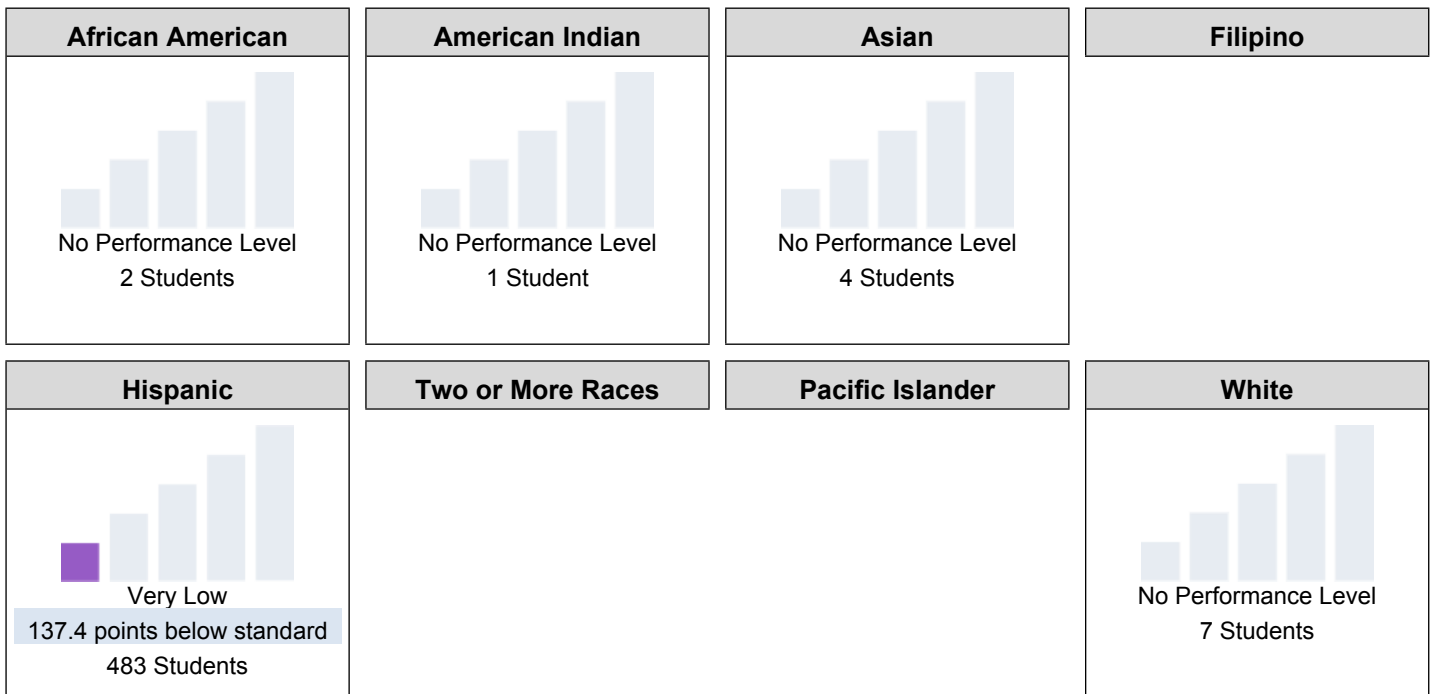 African American
American Indian
Asian
Filipino
No Performance Level
2 Students
No Performance Level
1 Student
No Performance Level
4 Students
Hispanic
Two or More Races
Pacific Islander
White
Very Low
137.4 points below standard
483 Students
No Performance Level
7 Students